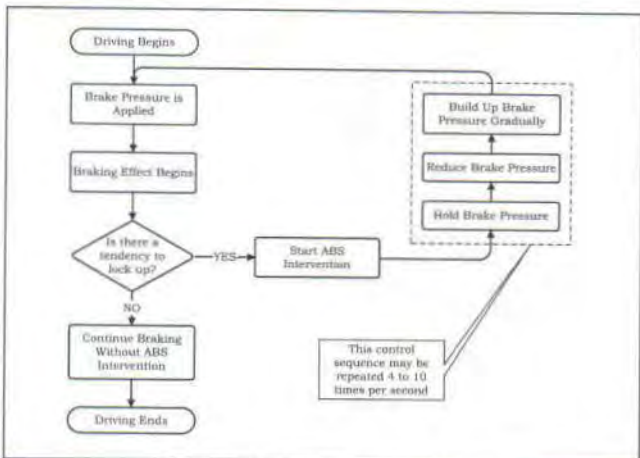 Driving Begins
Brake Pressure is
Applied
Braking Effect Begins
Is there a
tendency to
lock up?
YES
Start ABS
Intervention
Hold Brake Pressure
Reduce Brake Pressure
Build Up Brake
Pressure Gradually
This control
sequence may be
repeated 4 to 10
times per second
NO
Continue Braking
Without ABS
Intervention
Driving Ends